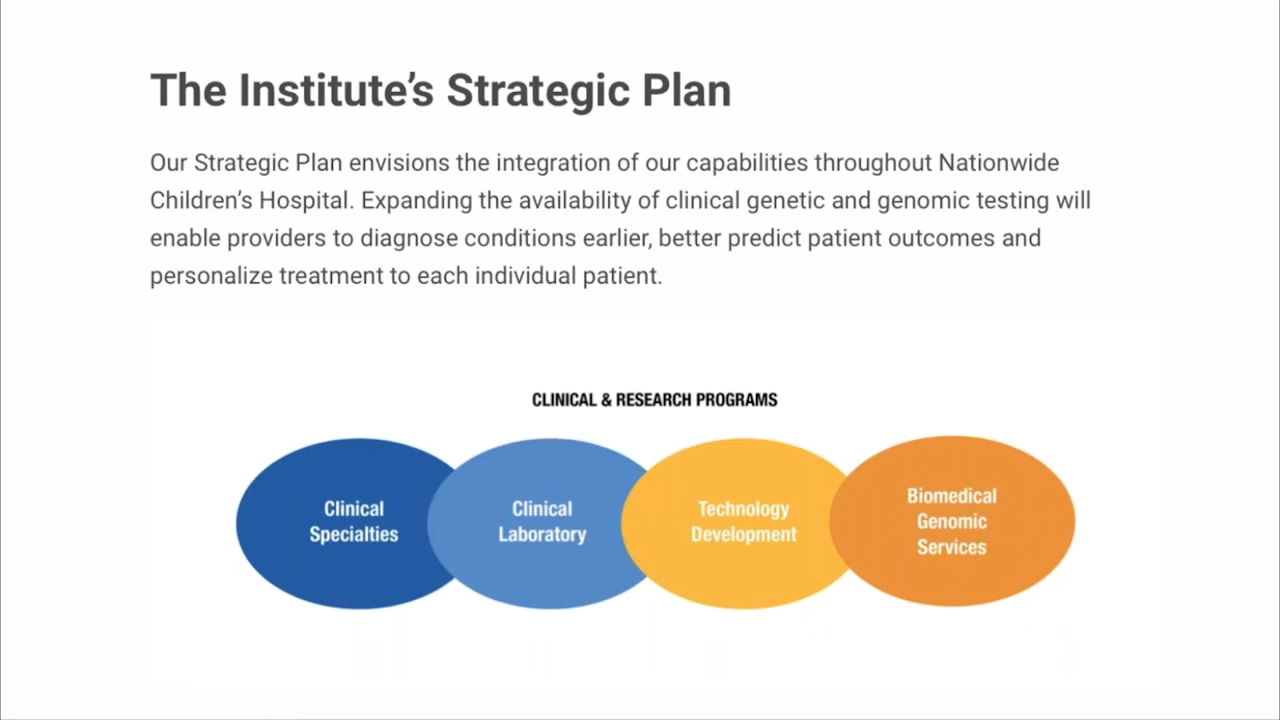 The Institute’s Strategic Plan
Our Strategic Plan envisions the integration of our capabilities throughout Nationwide
Children’s Hospital. Expanding the availability of clinical genetic and genomic testing will
enable providers to diagnose conditions earlier, better predict patient outcomes and
personalize treatment to each individual patient.
CLINICAL & RESEARCH PROGRAMS
Clinical
Specialties
Clinical
Laboratory
Technology
Development
Biomedical
Genomic
Services